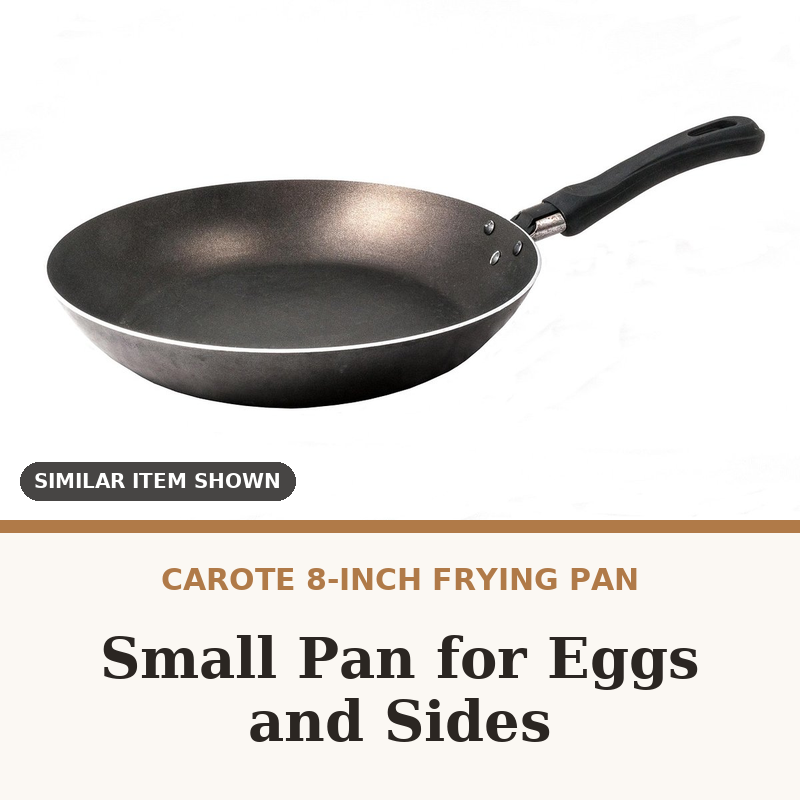 SIMILAR ITEM SHOWN
CAROTE 8-INCH FRYING PAN
Small Pan for Eggs
and Sides